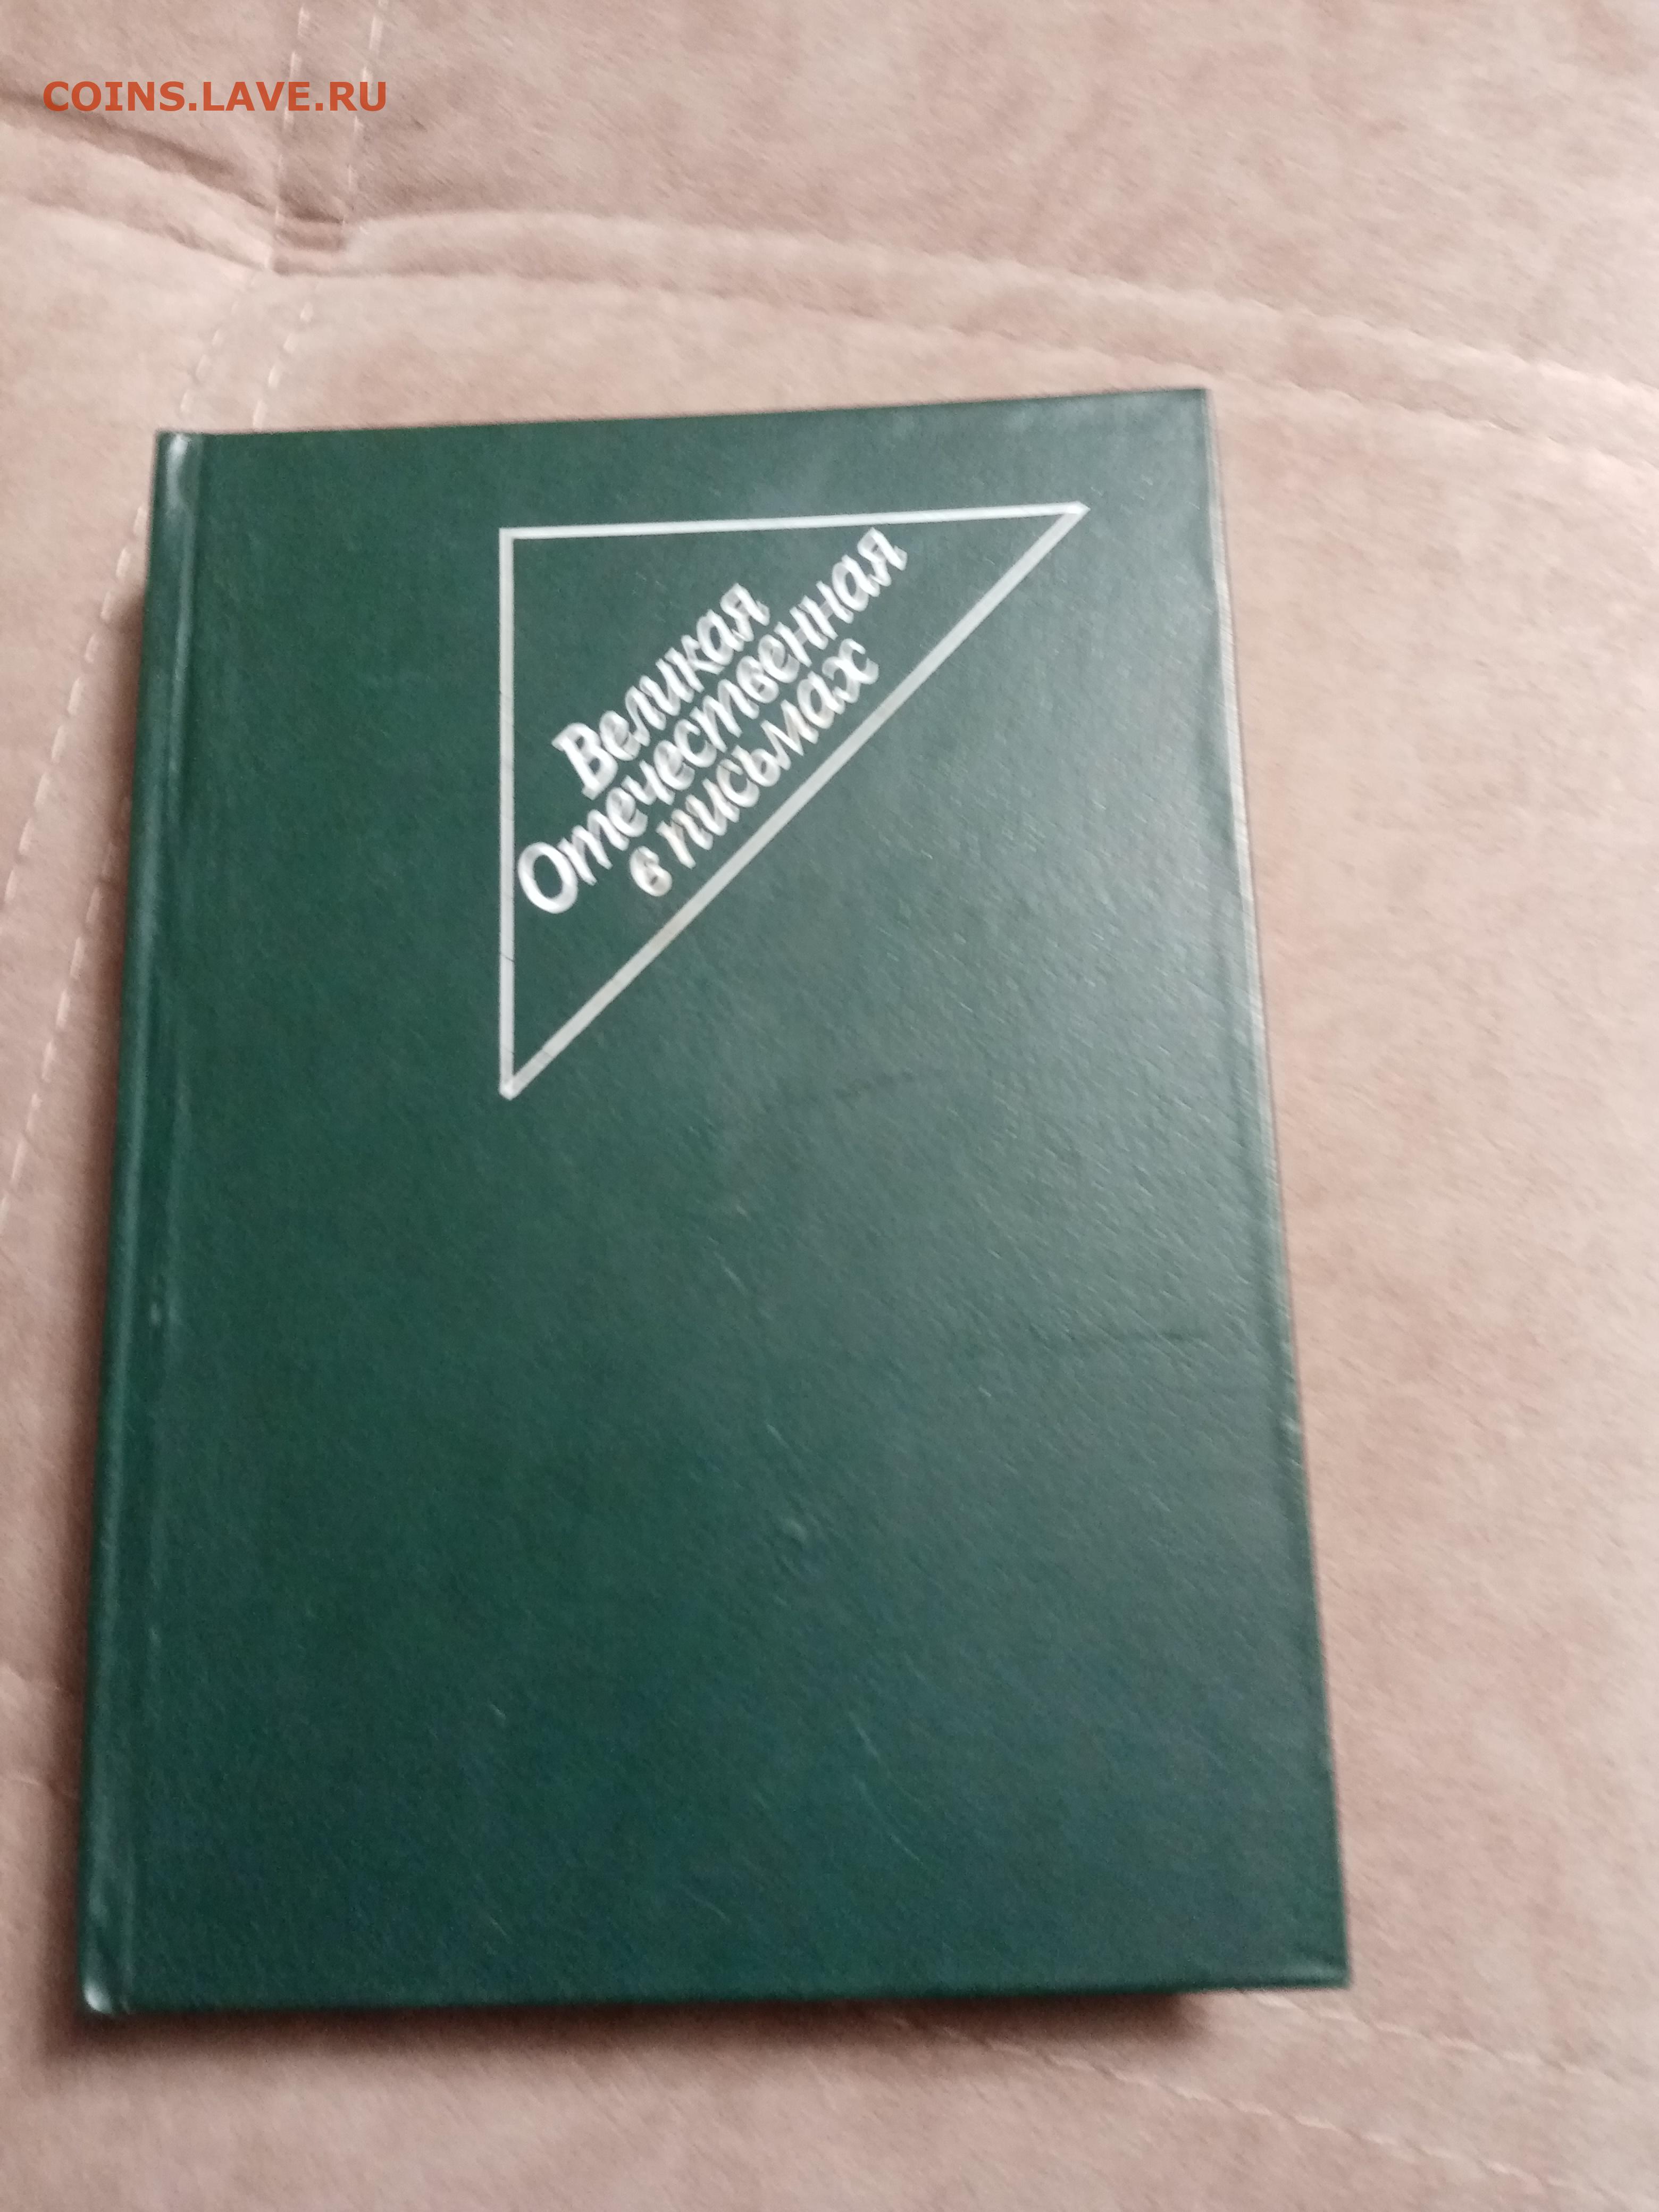 COINS.LAVE.RU
Великая
Отечественная
в письмах